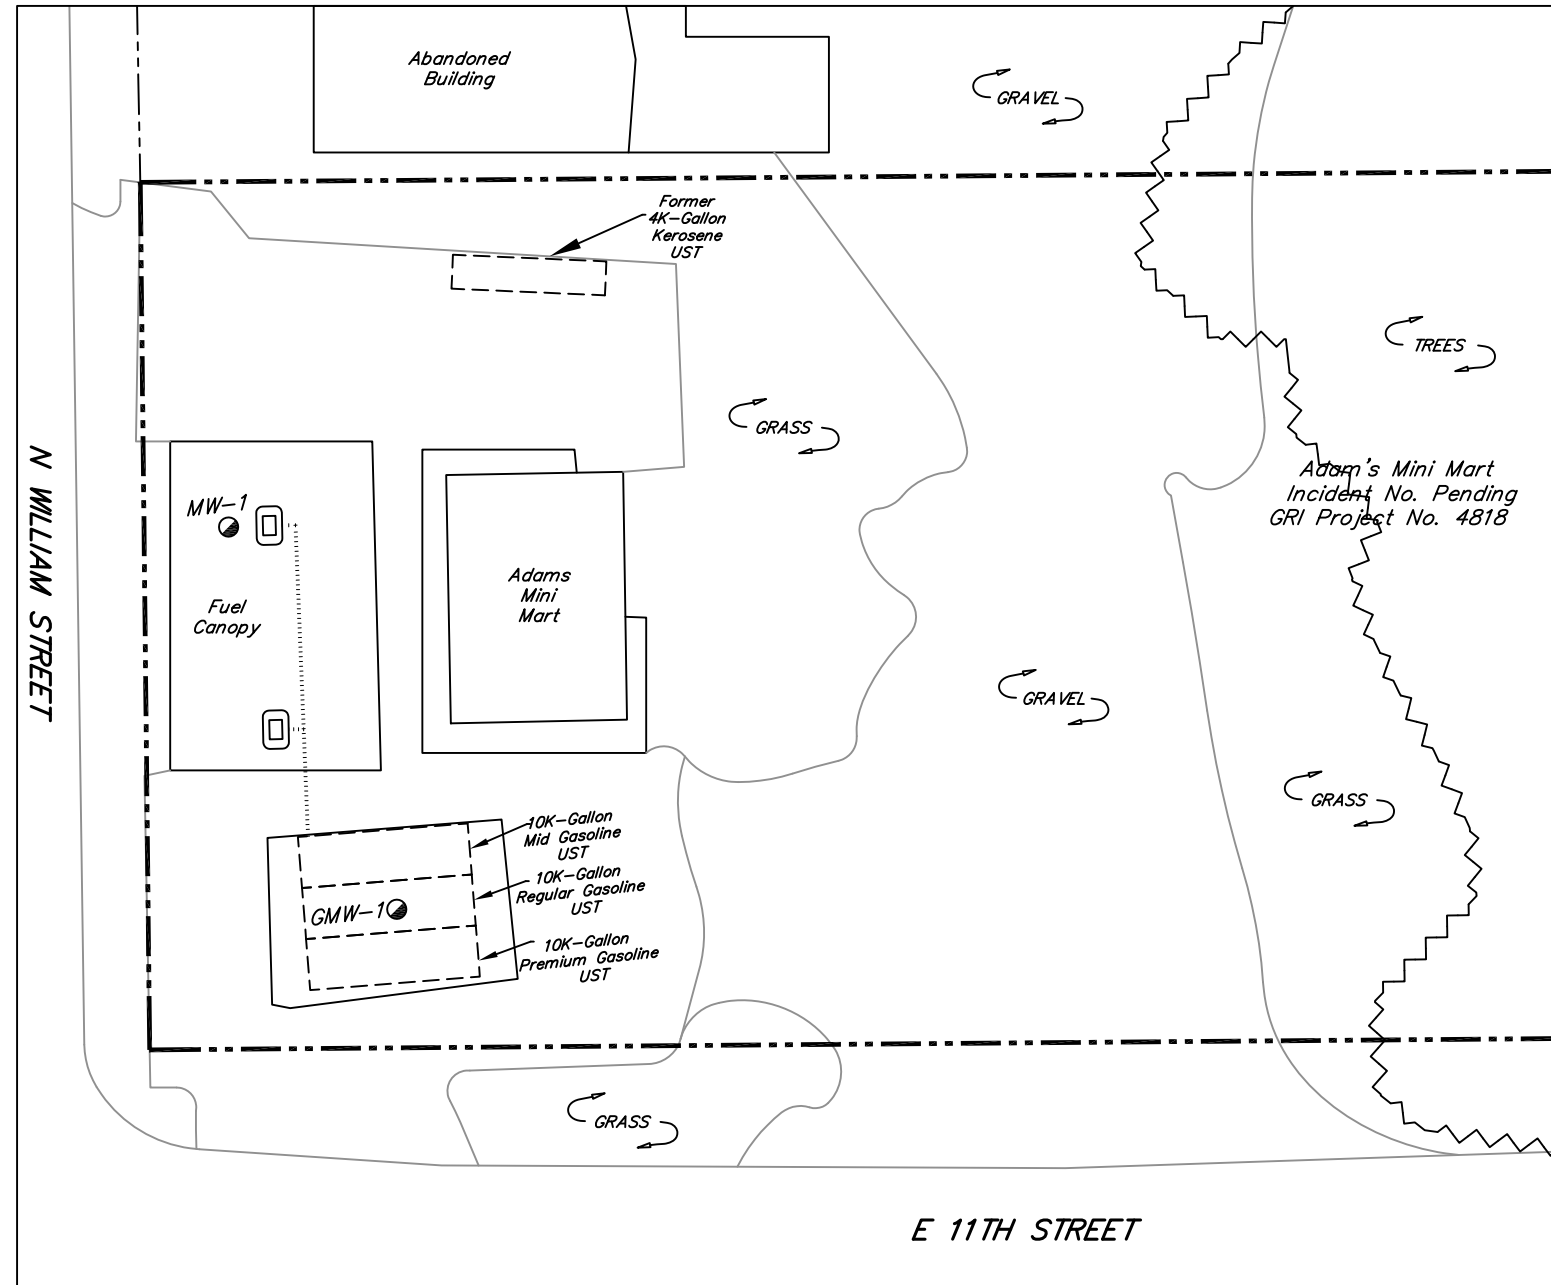 Abandoned
Building
GRAVEL
Former
4K-Gallon
Kerosene
UST
TREES
GRASS
Adam's Mini Mart
Incident No. Pending
GRI Project No. 4818
N WILLIAM STREET
MW-1
Fuel
Canopy
Adams
Mini
Mart
GRAVEL
GRASS
10K-Gallon
Mid Gasoline
UST
10K-Gallon
Regular Gasoline
UST
GMW-1
10K-Gallon
Premium Gasoline
UST
GRASS
E 11TH STREET